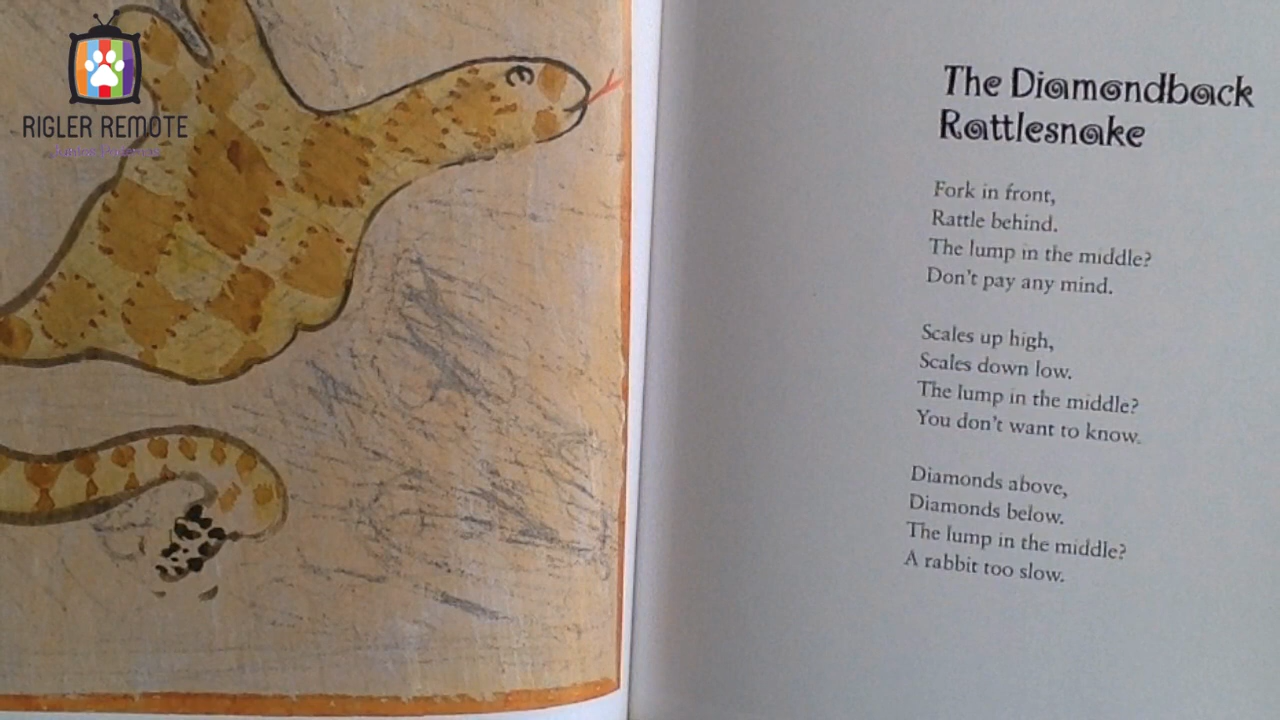 RIGLER REMOTE
The Diamondback
Rattlesnake
Fork in front,
Rattle behind.
The lump in the middle?
Don't pay any mind.
Scales up high,
Scales down low.
The lump in the middle?
You don't want to know.
Diamonds above,
Diamonds below.
The lump in the middle?
A rabbit too slow.